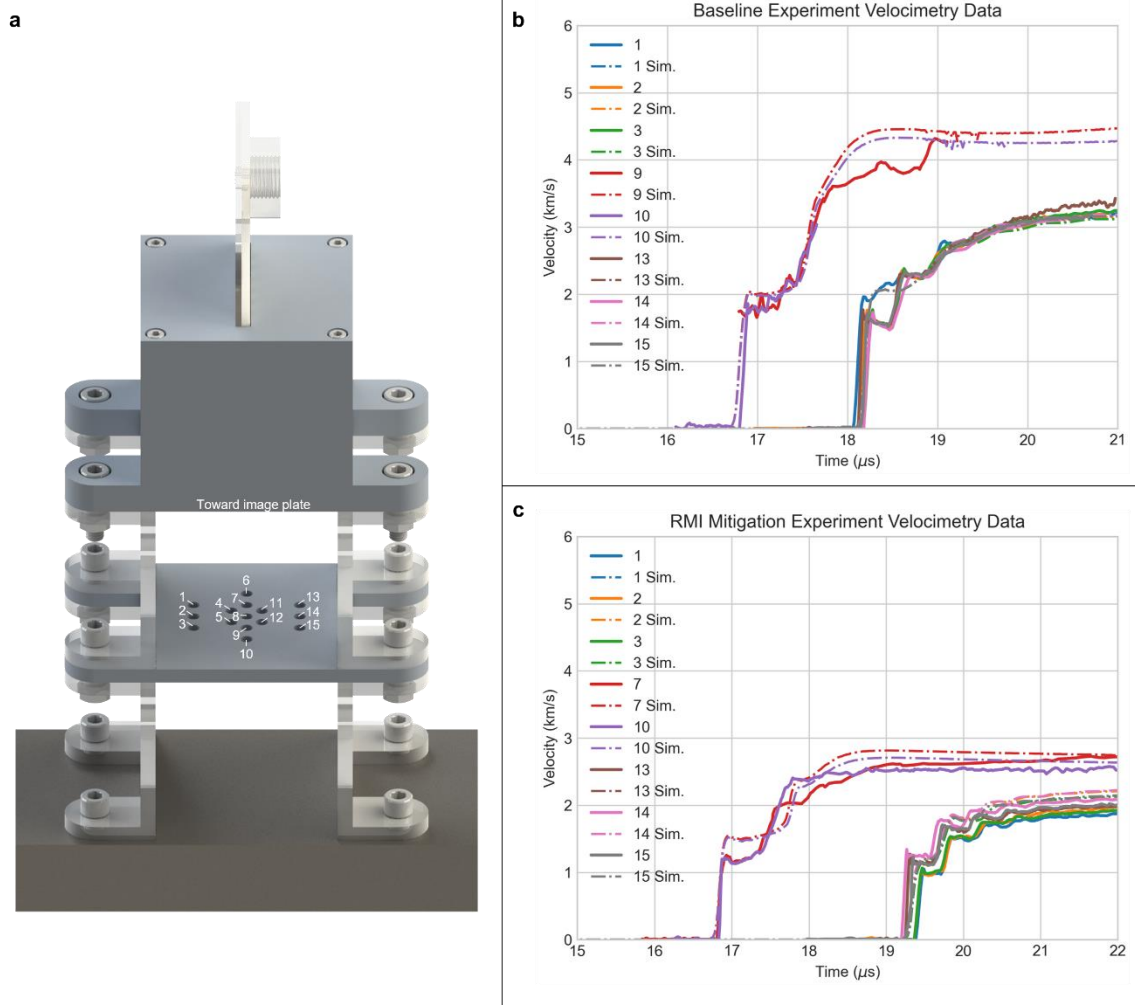 a
Toward image plate
6
1
7
13
4
11
2
8
14
5
12
3
9
15
10
b
Baseline Experiment Velocimetry Data
6
5
4
3
2
1
0
Velocity (km/s)
1
1 Sim.
2
2 Sim.
3
3 Sim.
9
9 Sim.
10
10 Sim.
13
13 Sim.
14
14 Sim.
15
15 Sim.
15 16 17 18 19 20 21
Time (µs)
c
RMI Mitigation Experiment Velocimetry Data
6
5
4
3
2
1
0
Velocity (km/s)
1
1 Sim.
2
2 Sim.
3
3 Sim.
7
7 Sim.
10
10 Sim.
13
13 Sim.
14
14 Sim.
15
15 Sim.
15 16 17 18 19 20 21 22
Time (µs)